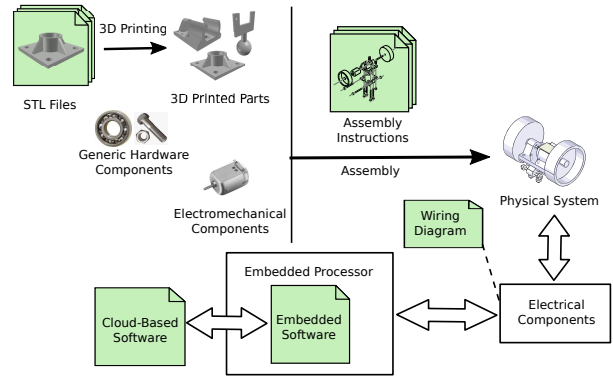 3D Printing
STL Files
3D Printed Parts
Generic Hardware
Components
Electromechanical
Components
Assembly
Instructions
Assembly
Physical System
Wiring
Diagram
Embedded Processor
Cloud-Based
Software
Embedded
Software
Electrical
Components